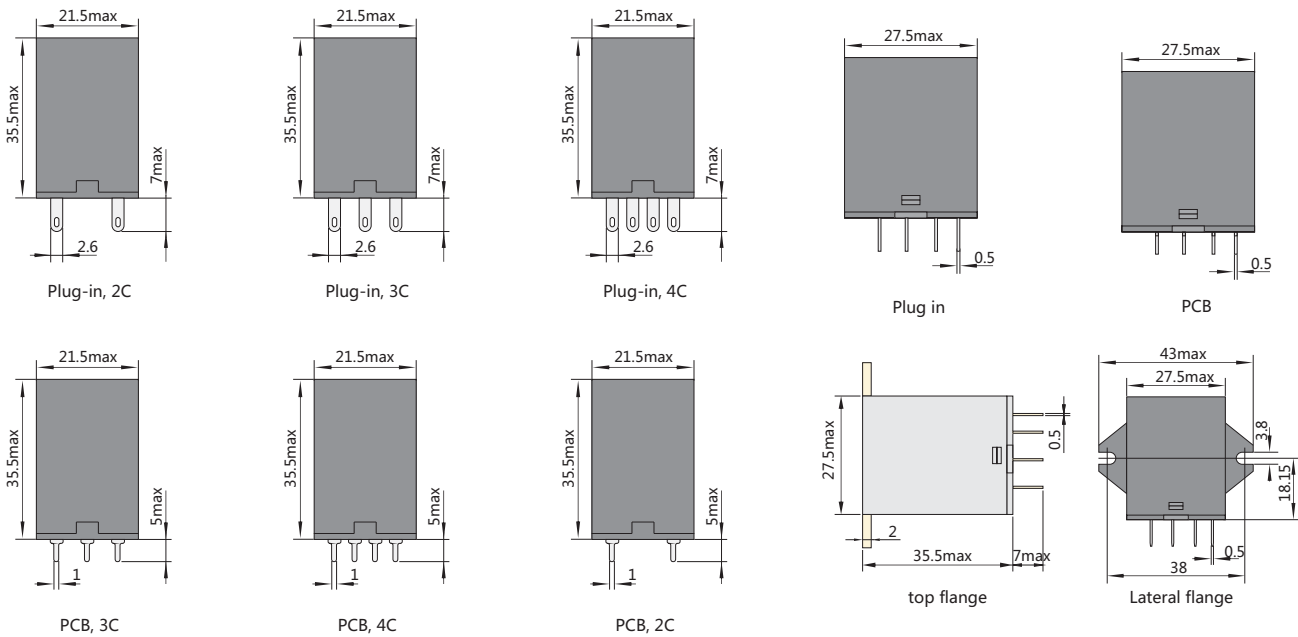 21.5max
35.5max
7max
2.6
Plug-in, 2C
21.5max
35.5max
7max
2.6
Plug-in, 3C
21.5max
35.5max
7max
2.6
Plug-in, 4C
27.5max
0.5
Plug in
27.5max
0.5
PCB
21.5max
35.5max
5max
1
PCB, 3C
21.5max
35.5max
5max
1
PCB, 4C
21.5max
35.5max
5max
1
PCB, 2C
27.5max
0.5
2
35.5max
7max
top flange
43max
27.5max
3.8
18.15
0.5
38
Lateral flange